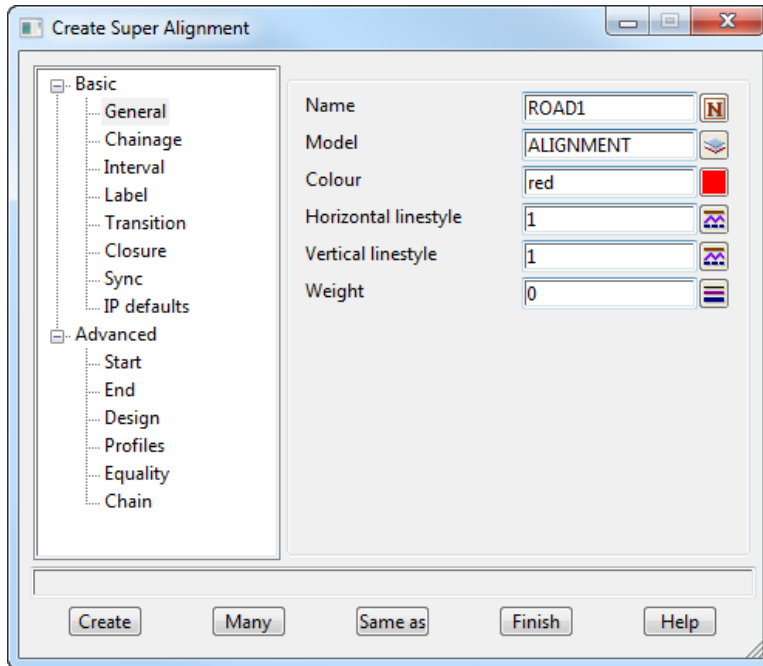 Create Super Alignment
Basic
General
Chainage
Interval
Label
Transition
Closure
Sync
IP defaults
Advanced
Start
End
Design
Profiles
Equality
Chain
Name ROAD1 N
Model ALIGNMENT
Colour red
Horizontal linestyle 1
Vertical linestyle 1
Weight 0
Create Many Same as Finish Help